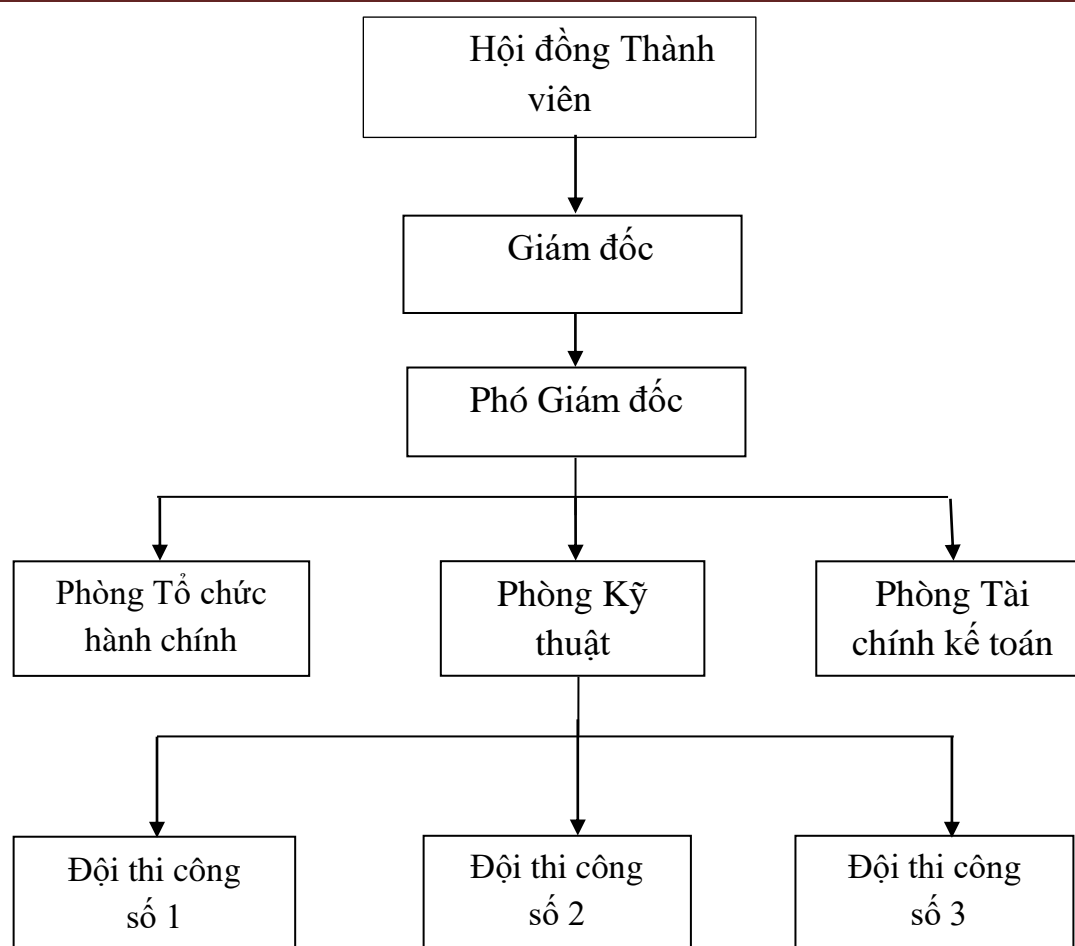 Hội đồng Thành
viên
Giám đốc
Phó Giám đốc
Phòng Tổ chức
hành chính
Phòng Kỹ
thuật
Phòng Tài
chính kế toán
Đội thi công
số 1
Đội thi công
số 2
Đội thi công
số 3